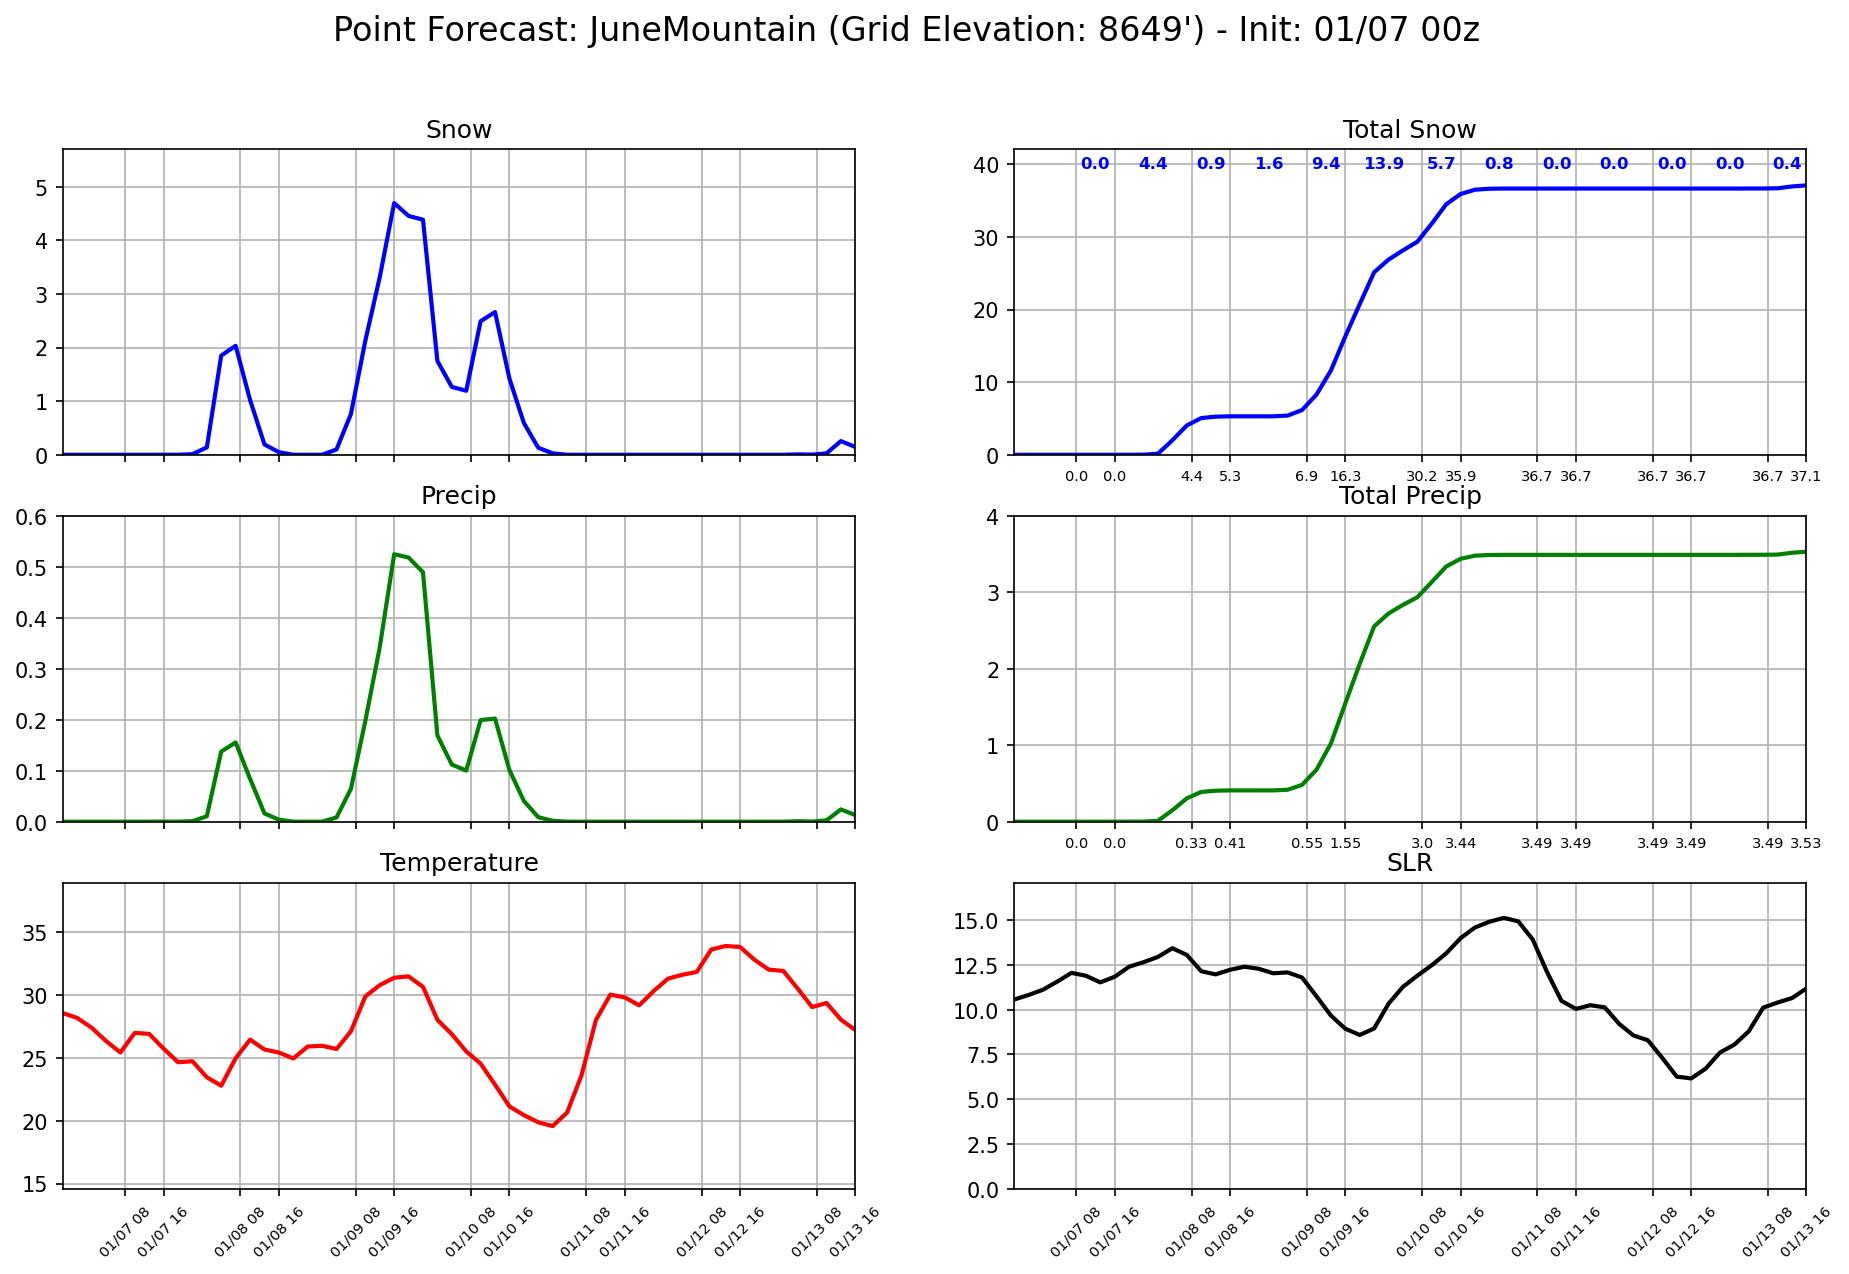 Point Forecast: JuneMountain (Grid Elevation: 8649') - Init: 01/07 00z
Snow
5
4
3
2
1
0
Total Snow
0.0 4.4 0.9 1.6 9.4 13.9 5.7 0.8 0.0 0.0 0.0 0.0 0.4
40
30
20
10
0
0.0 0.0 4.4 5.3 6.9 16.3 30.2 35.9 36.7 36.7 36.7 36.7 36.7 37.1
Precip
0.6
0.5
0.4
0.3
0.2
0.1
0.0
Total Precip
4
3
2
1
0
0.0 0.0 0.33 0.41 0.55 1.55 3.0 3.44 3.49 3.49 3.49 3.49 3.49 3.53
Temperature
35
30
25
20
15
01/07 08 01/07 16 01/08 08 01/08 16 01/09 08 01/09 16 01/10 08 01/10 16 01/11 08 01/11 16 01/12 08 01/12 16 01/13 08 01/13 16
SLR
15.0
12.5
10.0
7.5
5.0
2.5
0.0
01/07 08 01/07 16 01/08 08 01/08 16 01/09 08 01/09 16 01/10 08 01/10 16 01/11 08 01/11 16 01/12 08 01/12 16 01/13 08 01/13 16